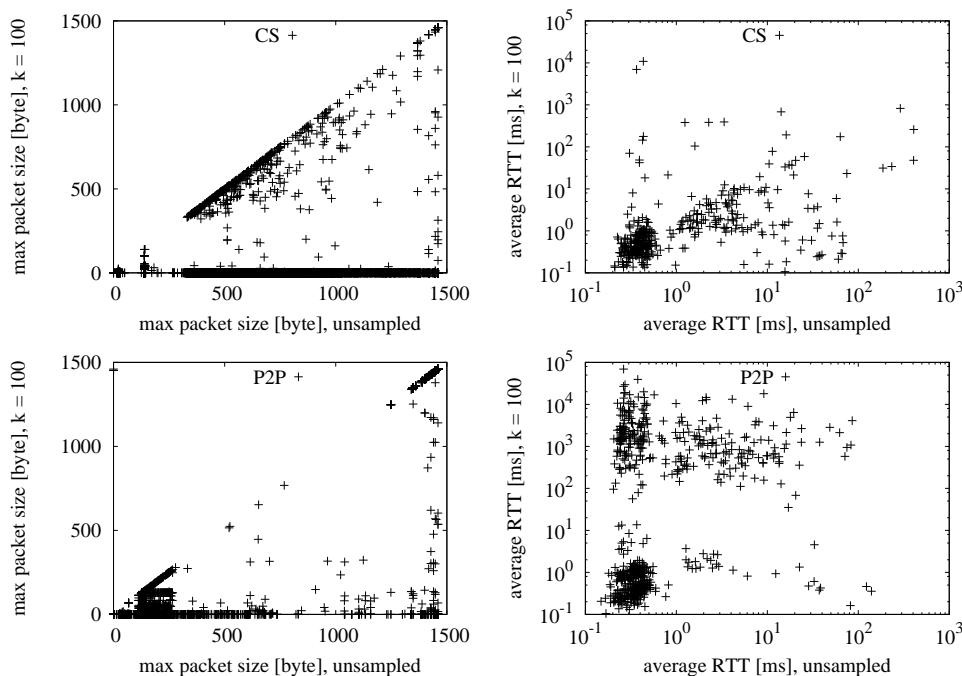 max packet size [byte], k = 100
1500
1000
500
0
CS
0 500 1000 1500
max packet size [byte], unsampled
average RTT [ms], k = 100
10^5
10^4
10^3
10^2
10^1
10^0
10^-1
CS
10^-1 10^0 10^1 10^2 10^3
average RTT [ms], unsampled
max packet size [byte], k = 100
1500
1000
500
0
P2P
0 500 1000 1500
max packet size [byte], unsampled
average RTT [ms], k = 100
10^5
10^4
10^3
10^2
10^1
10^0
10^-1
P2P
10^-1 10^0 10^1 10^2 10^3
average RTT [ms], unsampled